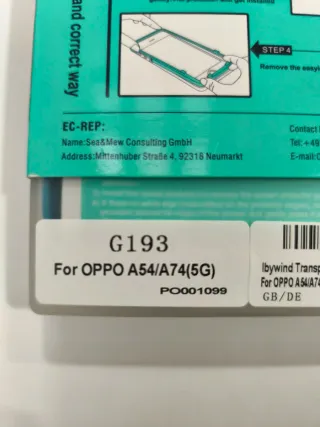 and correct way
STEP 4
Remove the easy
EC-REP:
Name:Sea&Mew Consulting GmbH
Address:Mittenhuber Straße 4, 92318 Neumarkt
Contact
Tel:+49
E-mail:
G193
For OPPO A54/A74(5G)
PO001099
Ibywind Transp
For OPPO A54/A74
GB/DE